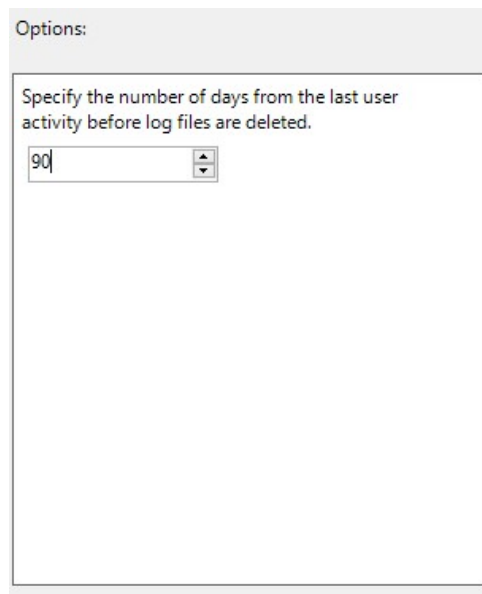 Options:
Specify the number of days from the last user
activity before log files are deleted.
90